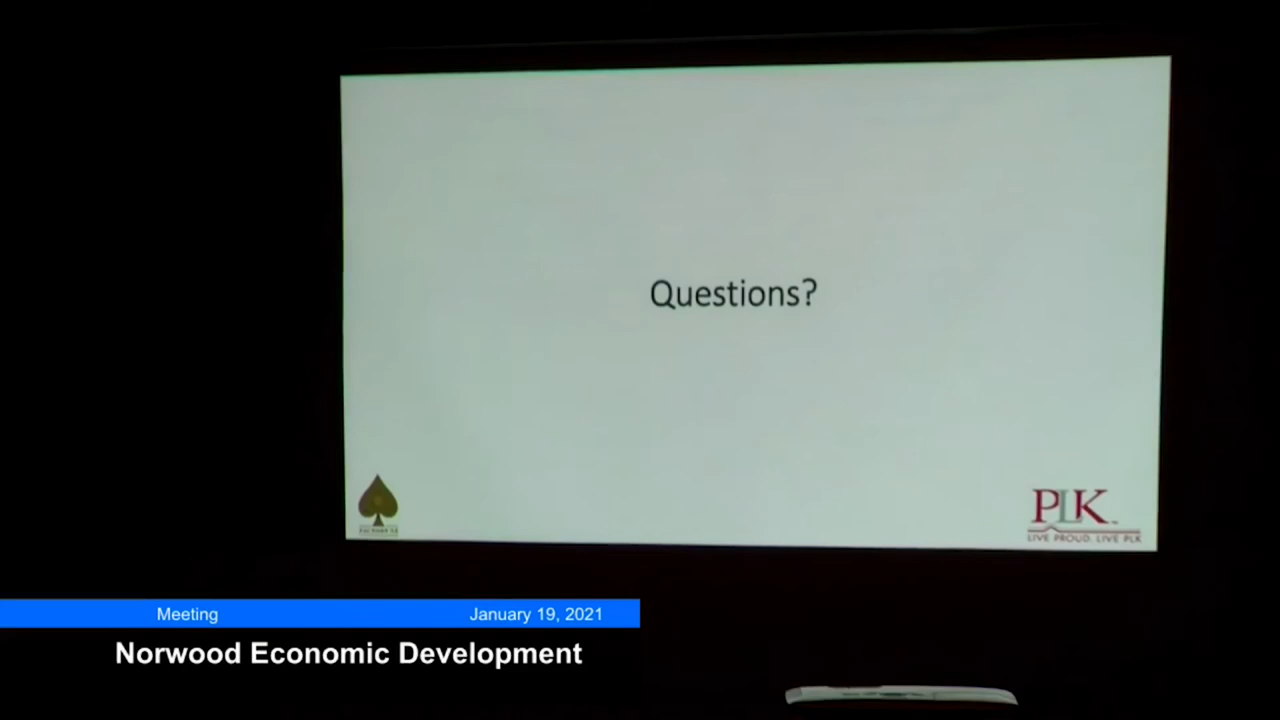 Questions?
PLK
LIVE PROUD. LIVE PLK
Meeting
January 19, 2021
Norwood Economic Development